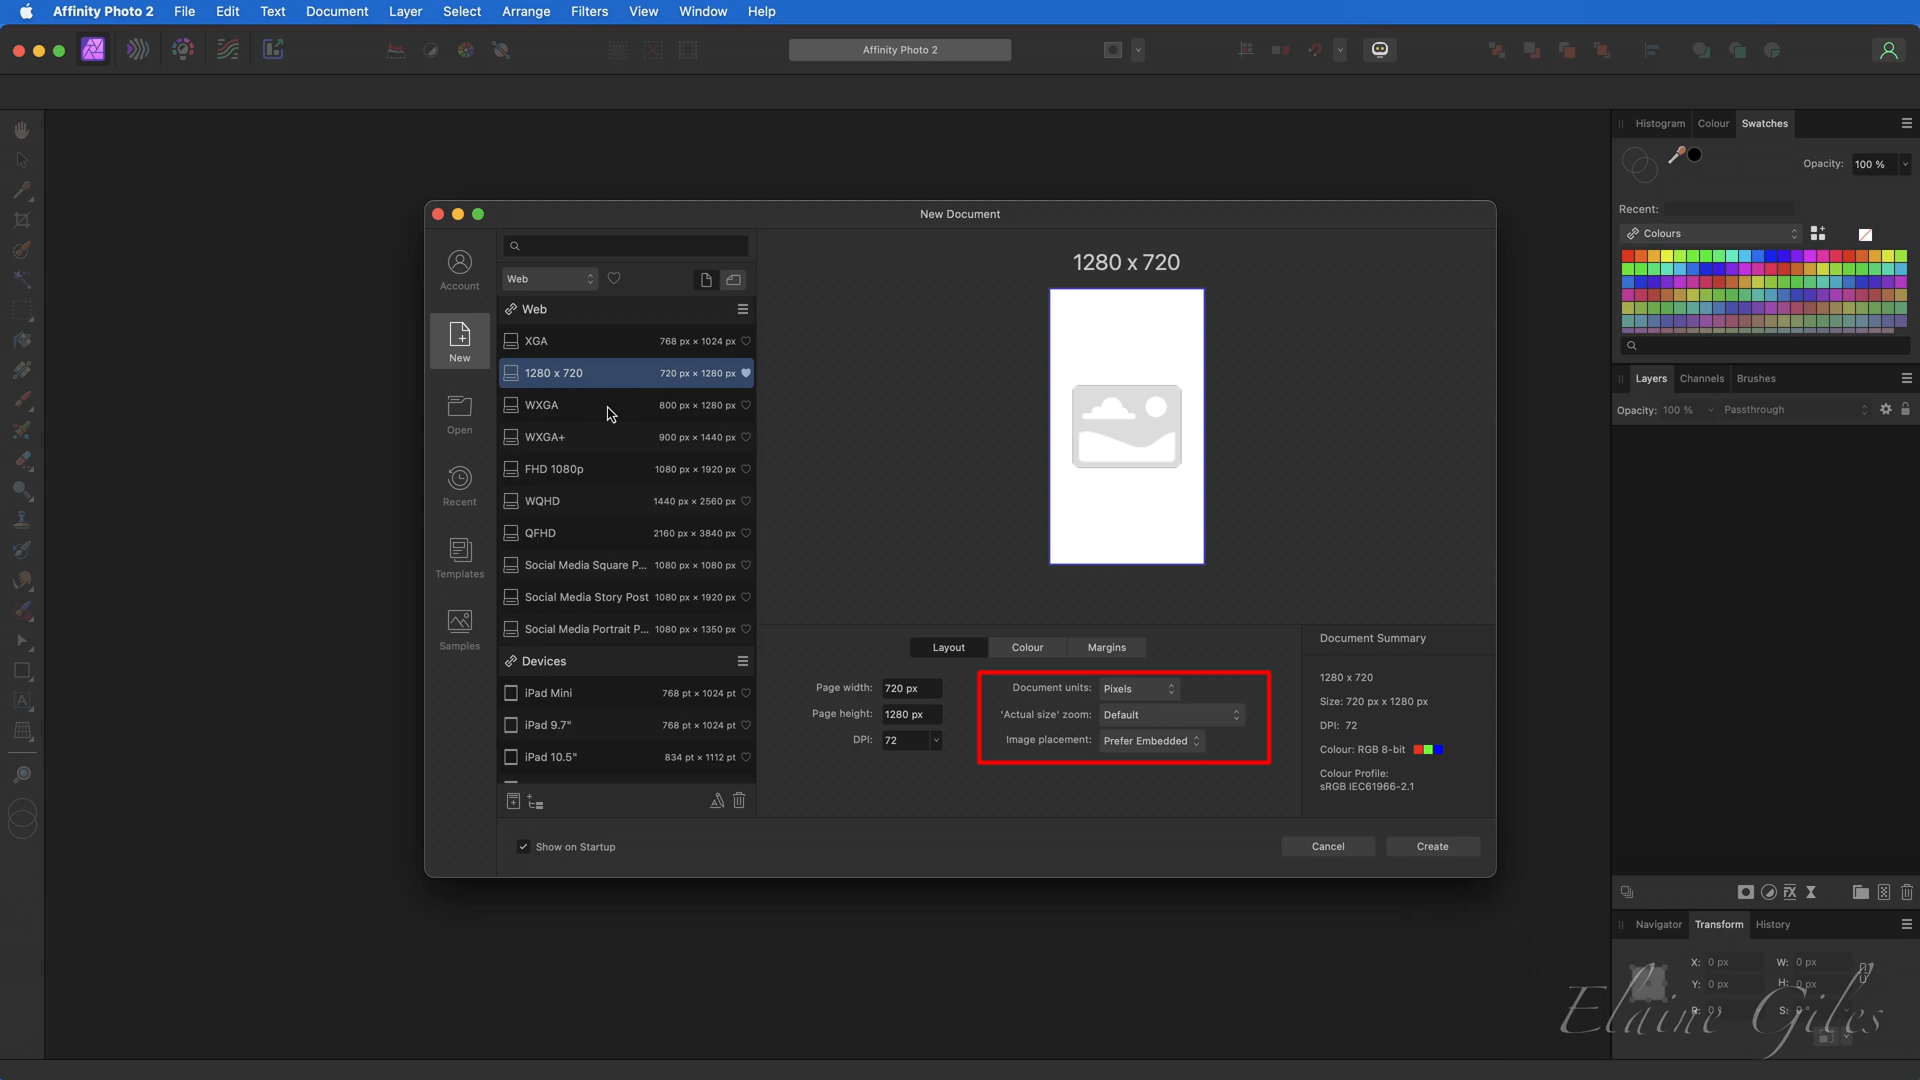 Affinity Photo 2 File Edit Text Document Layer Select Arrange Filters View Window Help
Affinity Photo 2
Histogram Colour Swatches
Opacity: 100 %
Recent:
Colours
Layers Channels Brushes
Opacity: 100 % Passthrough
Navigator Transform History
X: 0 px W: 0 px
Y: 0 px H: 0 px
R: 0 ° S: 0 °
New Document
Account
New
Open
Recent
Templates
Samples
Web
Web
XGA 768 px × 1024 px
1280 x 720 720 px × 1280 px
WXGA 800 px × 1280 px
WXGA+ 900 px × 1440 px
FHD 1080p 1080 px × 1920 px
WQHD 1440 px × 2560 px
QFHD 2160 px × 3840 px
Social Media Square P... 1080 px × 1080 px
Social Media Story Post 1080 px × 1920 px
Social Media Portrait P... 1080 px × 1350 px
Devices
iPad Mini 768 pt × 1024 pt
iPad 9.7" 768 pt × 1024 pt
iPad 10.5" 834 pt × 1112 pt
1280 x 720
Layout Colour Margins
Page width: 720 px
Page height: 1280 px
DPI: 72
Document units: Pixels
'Actual size' zoom: Default
Image placement: Prefer Embedded
Document Summary
1280 x 720
Size: 720 px x 1280 px
DPI: 72
Colour: RGB 8-bit
Colour Profile:
sRGB IEC61966-2.1
Show on Startup
Cancel Create
Elaine Giles